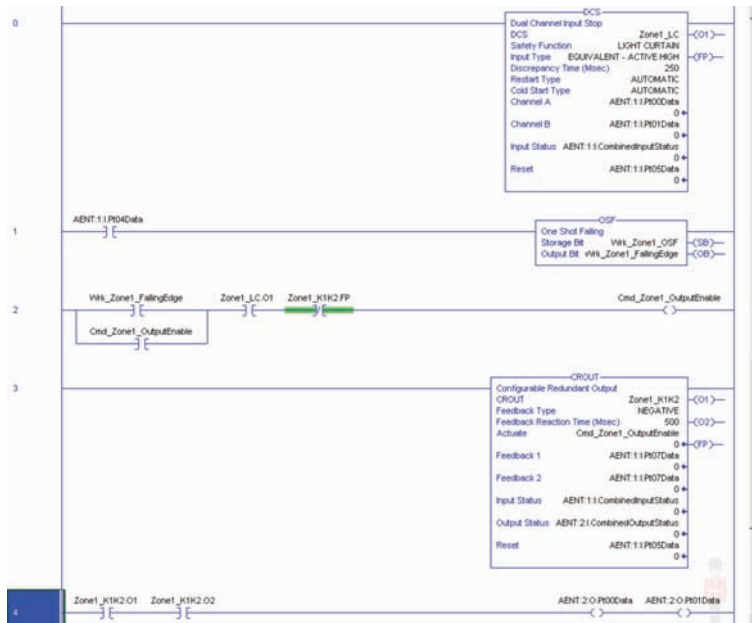 0
DCS
Dual Channel Input Stop
DCS Zone1_LC
Safety Function LIGHT CURTAIN
Input Type EQUIVALENT - ACTIVE HIGH
Discrepancy Time (Msec) 250
Restart Type AUTOMATIC
Cold Start Type AUTOMATIC
Channel A AENT:1:I.Pt00Data
0
Channel B AENT:1:I.Pt01Data
0
Input Status AENT:1:I.CombinedInputStatus
0
Reset AENT:1:I.Pt05Data
0
(O1)
(FP)
1
AENT:1:I.Pt04Data
OSF
One Shot Falling
Storage Bit Wrk_Zone1_OSF (SB)
Output Bit Wrk_Zone1_FallingEdge (OB)
2
Wrk_Zone1_FallingEdge Zone1_LC.O1 Zone1_K1K2.FP Cmd_Zone1_OutputEnable
Cmd_Zone1_OutputEnable
3
CROUT
Configurable Redundant Output
CROUT Zone1_K1K2 (O1)
Feedback Type NEGATIVE
Feedback Reaction Time (Msec) 500 (O2)
Actuate Cmd_Zone1_OutputEnable
0 (FP)
Feedback 1 AENT:1:I.Pt07Data
0
Feedback 2 AENT:1:I.Pt07Data
0
Input Status AENT:1:I.CombinedInputStatus
0
Output Status AENT:2:I.CombinedOutputStatus
0
Reset AENT:1:I.Pt05Data
0
4
Zone1_K1K2.O1 Zone1_K1K2.O2 AENT:2:O.Pt00Data AENT:2:O.Pt01Data